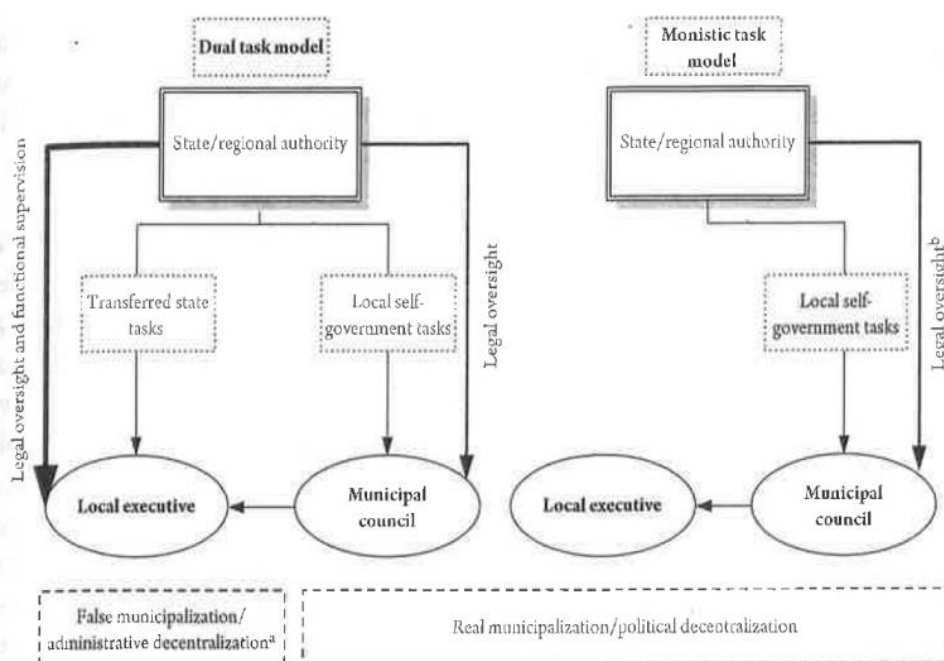 Dual task model
Monistic task
model
State/regional authority
State/regional authority
Legal oversight and functional supervision
Transferred state
tasks
Local self-
government tasks
Legal oversight
Local self-
government tasks
Legal oversightᵇ
Local executive
Municipal
council
Local executive
Municipal
council
False municipalization/
administrative decentralizationᵃ
Real municipalization/political decentralization